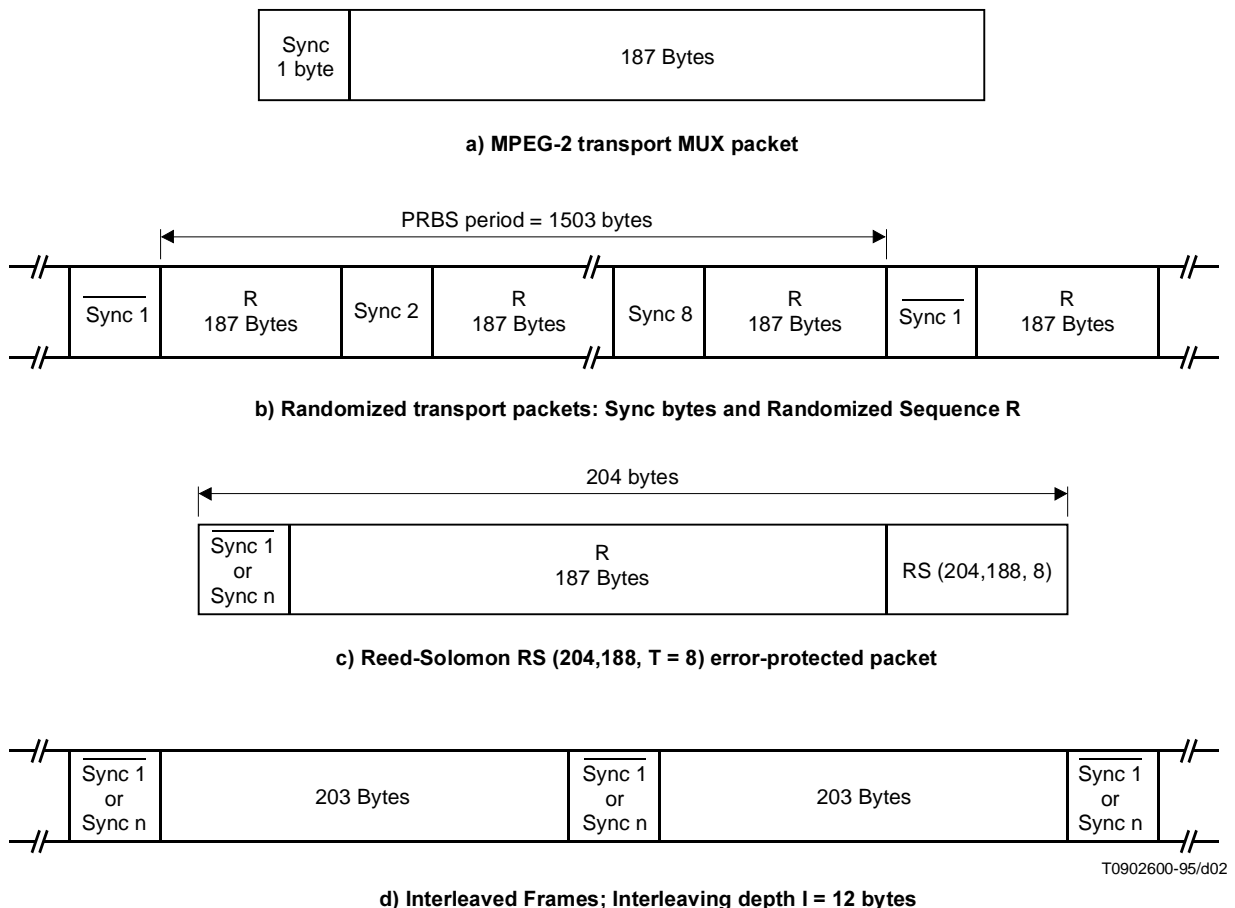 Sync
1 byte
187 Bytes
a) MPEG-2 transport MUX packet
PRBS period = 1503 bytes
Sync 1
R
187 Bytes
Sync 2
R
187 Bytes
Sync 8
R
187 Bytes
Sync 1
R
187 Bytes
b) Randomized transport packets: Sync bytes and Randomized Sequence R
204 bytes
Sync 1
or
Sync n
R
187 Bytes
RS (204,188, 8)
c) Reed-Solomon RS (204,188, T = 8) error-protected packet
Sync 1
or
Sync n
203 Bytes
Sync 1
or
Sync n
203 Bytes
Sync 1
or
Sync n
T0902600-95/d02
d) Interleaved Frames; Interleaving depth I = 12 bytes